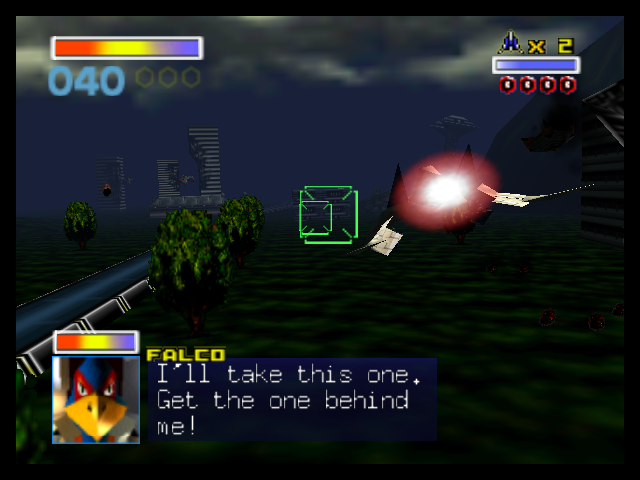 040
x 2
FALCO
I'll take this one.
Get the one behind
me!